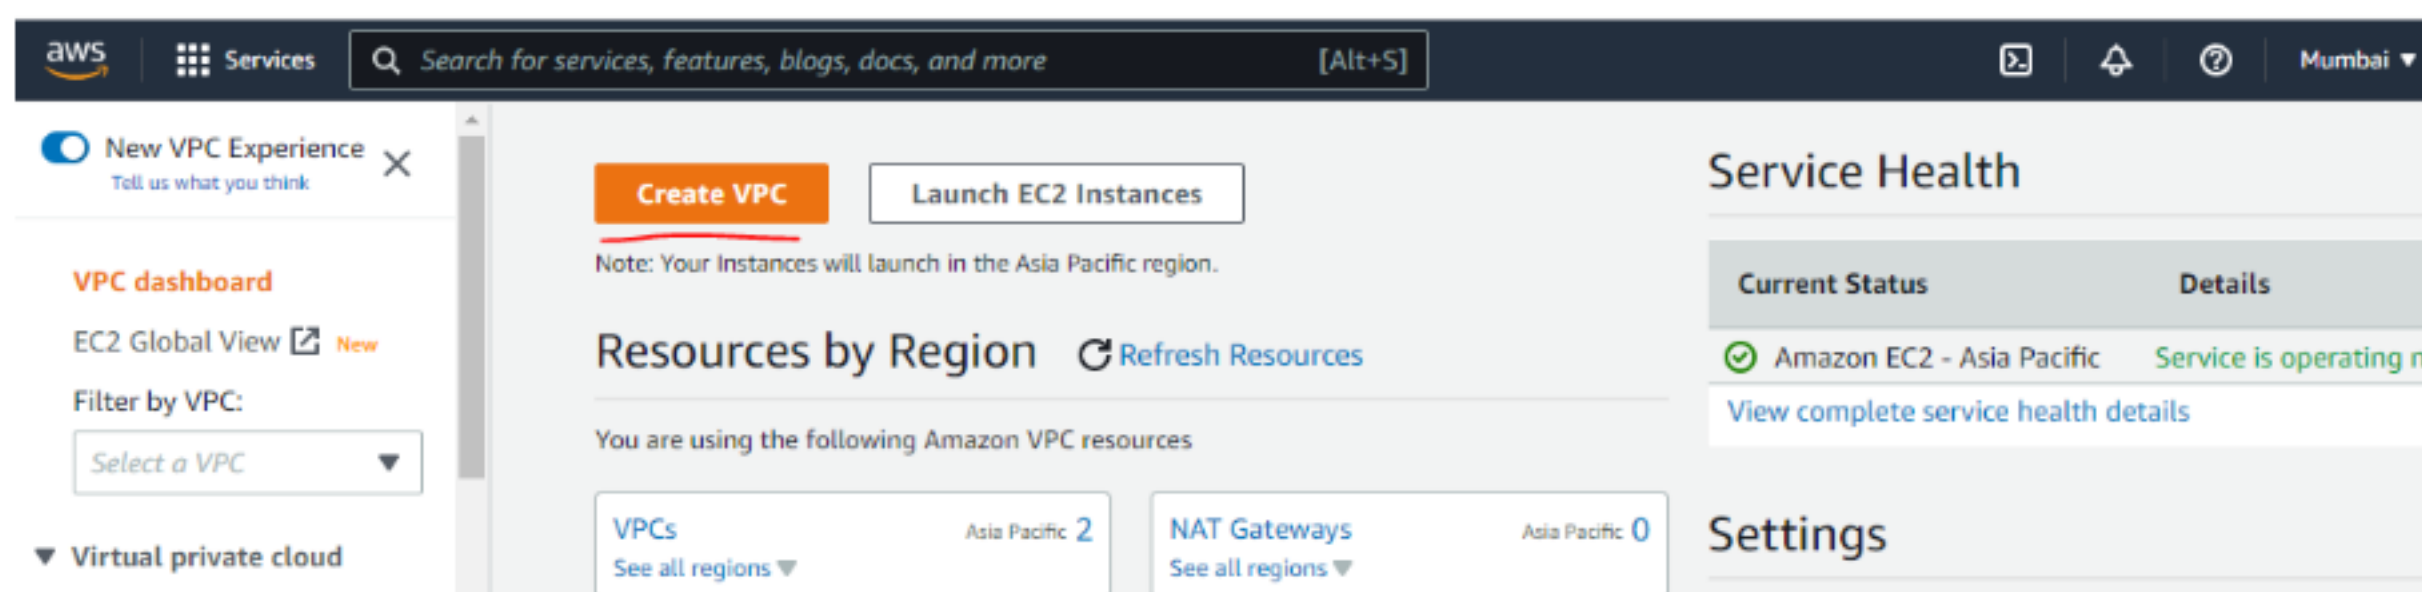 aws Services Search for services, features, blogs, docs, and more [Alt+S] Mumbai
New VPC Experience
Tell us what you think
VPC dashboard
EC2 Global View New
Filter by VPC:
Select a VPC
Virtual private cloud
Create VPC Launch EC2 Instances
Note: Your Instances will launch in the Asia Pacific region.
Resources by Region Refresh Resources
You are using the following Amazon VPC resources
VPCs Asia Pacific 2
See all regions
NAT Gateways Asia Pacific 0
See all regions
Service Health
Current Status Details
Amazon EC2 - Asia Pacific Service is operating
View complete service health details
Settings